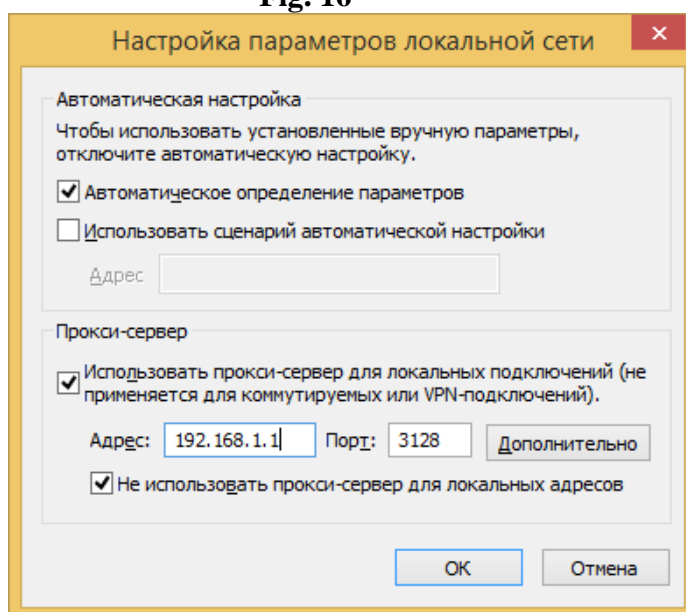 Fig. 16
Настройка параметров локальной сети
Автоматическая настройка
Чтобы использовать установленные вручную параметры,
отключите автоматическую настройку.
Автоматическое определение параметров
Использовать сценарий автоматической настройки
Адрес
Прокси-сервер
Использовать прокси-сервер для локальных подключений (не
применяется для коммутируемых или VPN-подключений).
Адрес: 192.168.1.1 Порт: 3128 Дополнительно
Не использовать прокси-сервер для локальных адресов
ОК Отмена